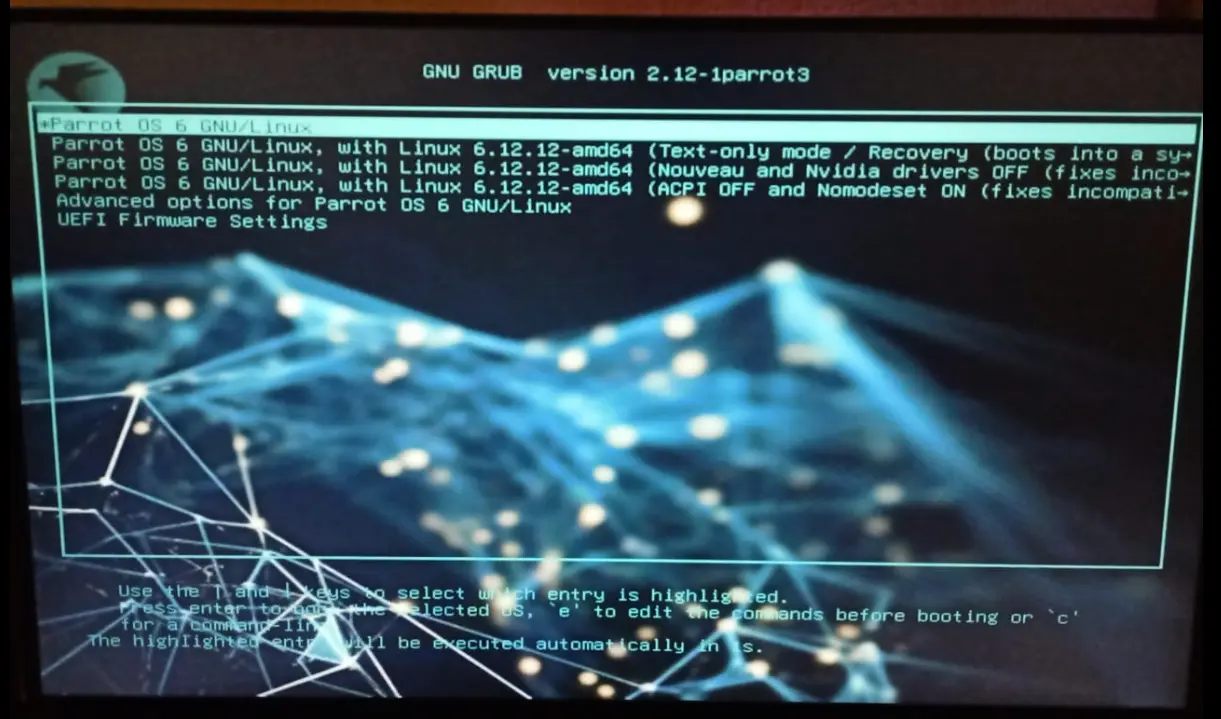 GNU GRUB version 2.12-1parrot3
*Parrot OS 6 GNU/Linux
Parrot OS 6 GNU/Linux, with Linux 6.12.12-amd64 (Text-only mode / Recovery (boots into a sy→
Parrot OS 6 GNU/Linux, with Linux 6.12.12-amd64 (Nouveau and Nvidia drivers OFF (fixes inco→
Parrot OS 6 GNU/Linux, with Linux 6.12.12-amd64 (ACPI OFF and Nomodeset ON (fixes incompati→
Advanced options for Parrot OS 6 GNU/Linux
UEFI Firmware Settings
Use the ↑ and ↓ keys to select which entry is highlighted.
Press enter to boot the selected OS, `e' to edit the commands before booting or `c'
for a command-line.
The highlighted entry will be executed automatically in s.